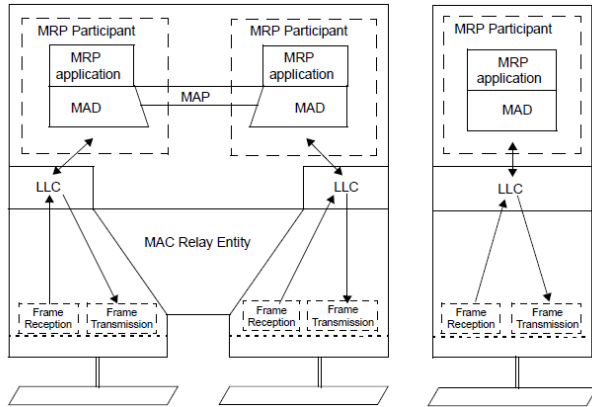 MRP Participant
MRP
application
MAD
MAP
MRP Participant
MRP
application
MAD
LLC
LLC
MAC Relay Entity
Frame
Reception
Frame
Transmission
Frame
Reception
Frame
Transmission
MRP Participant
MRP
application
MAD
LLC
Frame
Reception
Frame
Transmission